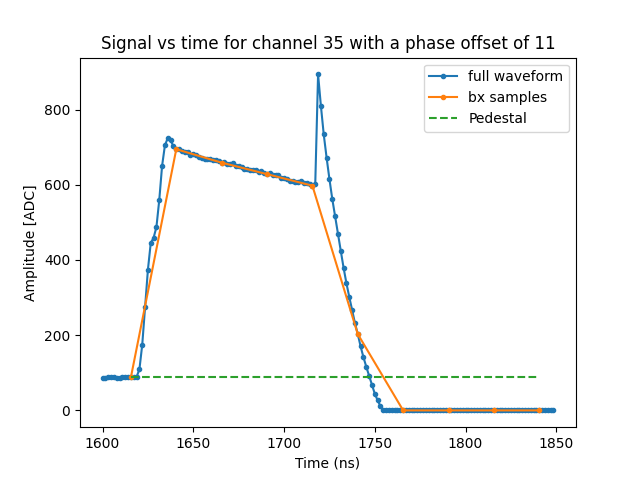 Signal vs time for channel 35 with a phase offset of 11
full waveform
bx samples
Pedestal
Amplitude [ADC]
800
600
400
200
0
1600 1650 1700 1750 1800 1850
Time (ns)